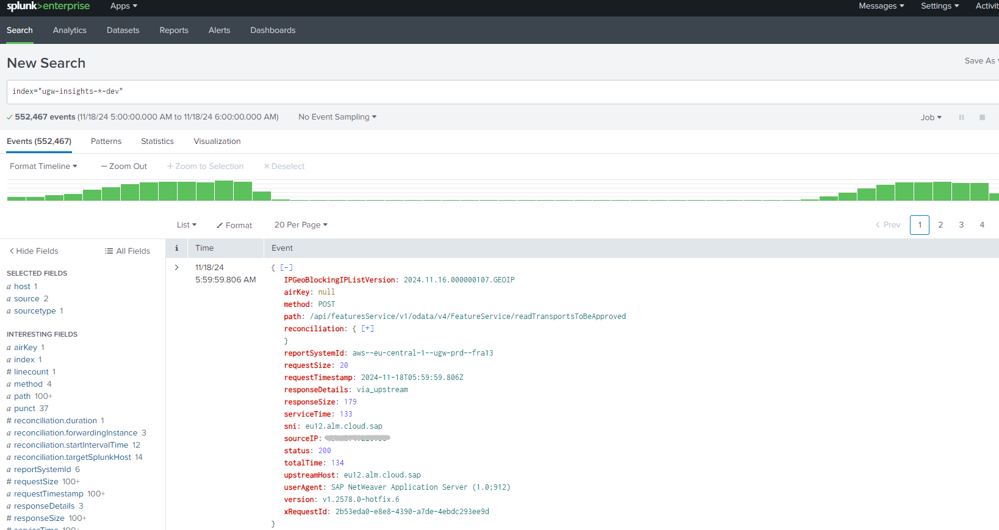 splunk>enterprise Apps Messages Settings Activit
Search Analytics Datasets Reports Alerts Dashboards
New Search
Save As
index="ugw-insights-*-dev"
552,467 events (11/18/24 5:00:00.000 AM to 11/18/24 6:00:00.000 AM) No Event Sampling Job
Events (552,467) Patterns Statistics Visualization
Format Timeline — Zoom Out + Zoom to Selection × Deselect
List Format 20 Per Page < Prev 1 2 3 4
< Hide Fields All Fields
i Time Event
SELECTED FIELDS
a host 1
a source 2
a sourcetype 1
INTERESTING FIELDS
a airKey 1
a index 1
# linecount 1
a method 4
a path 100+
a punct 37
# reconciliation.duration 1
a reconciliation.forwardingInstance 3
a reconciliation.startIntervalTime 12
a reconciliation.targetSplunkHost 14
a reportSystemId 6
# requestSize 100+
a requestTimestamp 100+
a responseDetails 3
# responseSize 100+
# serviceTime 100+
> 11/18/24
5:59:59.806 AM
{ [-]
IPGeoBlockingIPListVersion: 2024.11.16.000000107.GEOIP
airKey: null
method: POST
path: /api/featuresService/v1/odata/v4/FeatureService/readTransportsToBeApproved
reconciliation: { [+]
}
reportSystemId: aws--eu-central-1--ugw-prd--fra13
requestSize: 20
requestTimestamp: 2024-11-18T05:59:59.806Z
responseDetails: via_upstream
responseSize: 179
serviceTime: 133
sni: eu12.alm.cloud.sap
sourceIP:
status: 200
totalTime: 134
upstreamHost: eu12.alm.cloud.sap
userAgent: SAP NetWeaver Application Server (1.0;912)
version: v1.2578.0-hotfix.6
xRequestId: 2b53eda0-e8e8-4390-a7de-4ebdc293ee9d
}